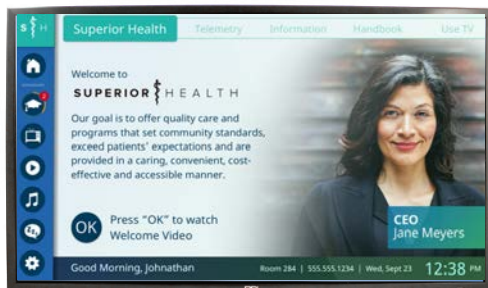 S H
Superior Health
Telemetry
Information
Handbook
Use TV
2
Welcome to
SUPERIOR HEALTH
Our goal is to offer quality care and
programs that set community standards,
exceed patients' expectations and are
provided in a caring, convenient, cost-
effective and accessible manner.
OK
Press "OK" to watch
Welcome Video
CEO
Jane Meyers
Good Morning, Johnathan
Room 284 | 555.555.1234 | Wed, Sept 23
12:38 PM